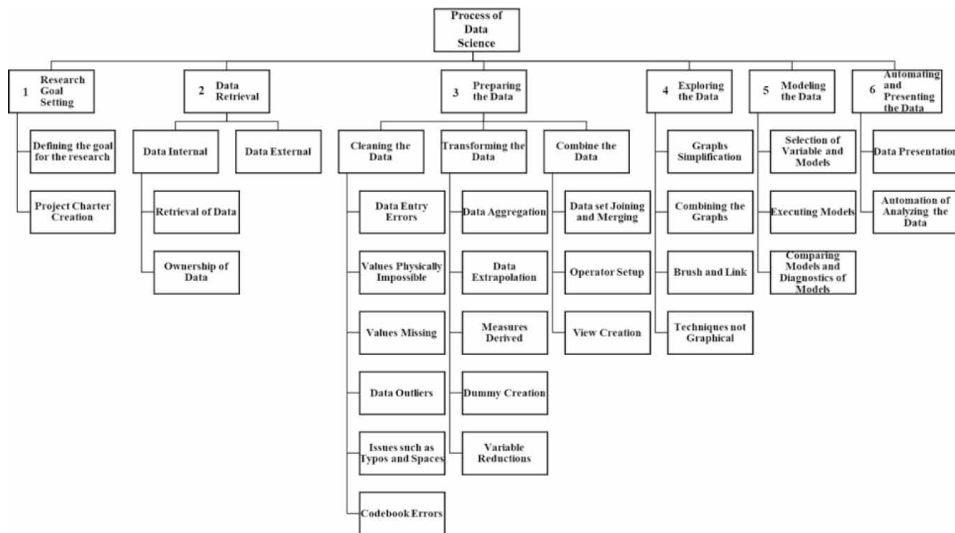 Process of
Data
Science
1 Research
Goal
Setting
2 Data
Retrieval
3 Preparing
the Data
4 Exploring
the Data
5 Modeling
the Data
6 Automating
and
Presenting
the Data
Defining the goal
for the research
Project Charter
Creation
Data Internal
Data External
Retrieval of Data
Ownership of
Data
Cleaning the
Data
Transforming the
Data
Combine the
Data
Data Entry
Errors
Values Physically
Impossible
Values Missing
Data Outliers
Issues such as
Typos and Spaces
Codebook Errors
Data Aggregation
Data
Extrapolation
Measures
Derived
Dummy Creation
Variable
Reductions
Data set Joining
and Merging
Operator Setup
View Creation
Graphs
Simplification
Combining the
Graphs
Brush and Link
Techniques not
Graphical
Selection of
Variable and
Models
Executing Models
Comparing
Models and
Diagnostics of
Models
Data Presentation
Automation of
Analyzing the
Data